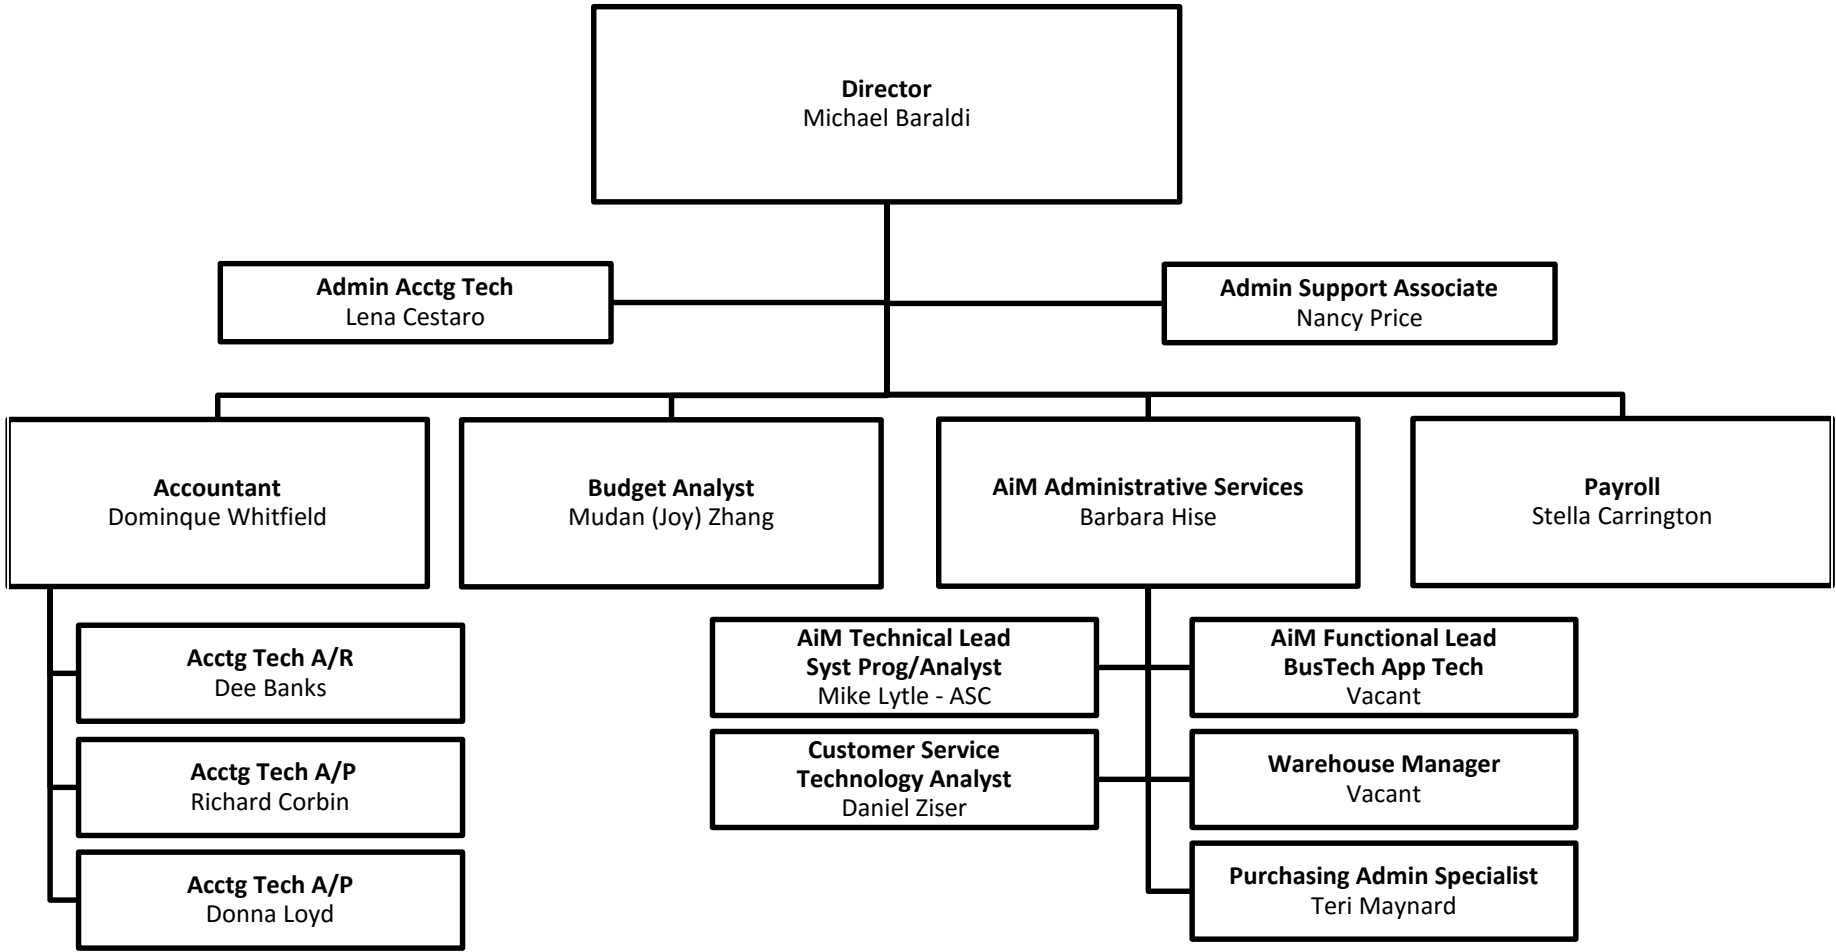 Director
Michael Baraldi
Admin Acctg Tech
Lena Cestaro
Admin Support Associate
Nancy Price
Accountant
Dominque Whitfield
Budget Analyst
Mudan (Joy) Zhang
AiM Administrative Services
Barbara Hise
Payroll
Stella Carrington
Acctg Tech A/R
Dee Banks
Acctg Tech A/P
Richard Corbin
Acctg Tech A/P
Donna Loyd
AiM Technical Lead
Syst Prog/Analyst
Mike Lytle - ASC
AiM Functional Lead
BusTech App Tech
Vacant
Customer Service
Technology Analyst
Daniel Ziser
Warehouse Manager
Vacant
Purchasing Admin Specialist
Teri Maynard